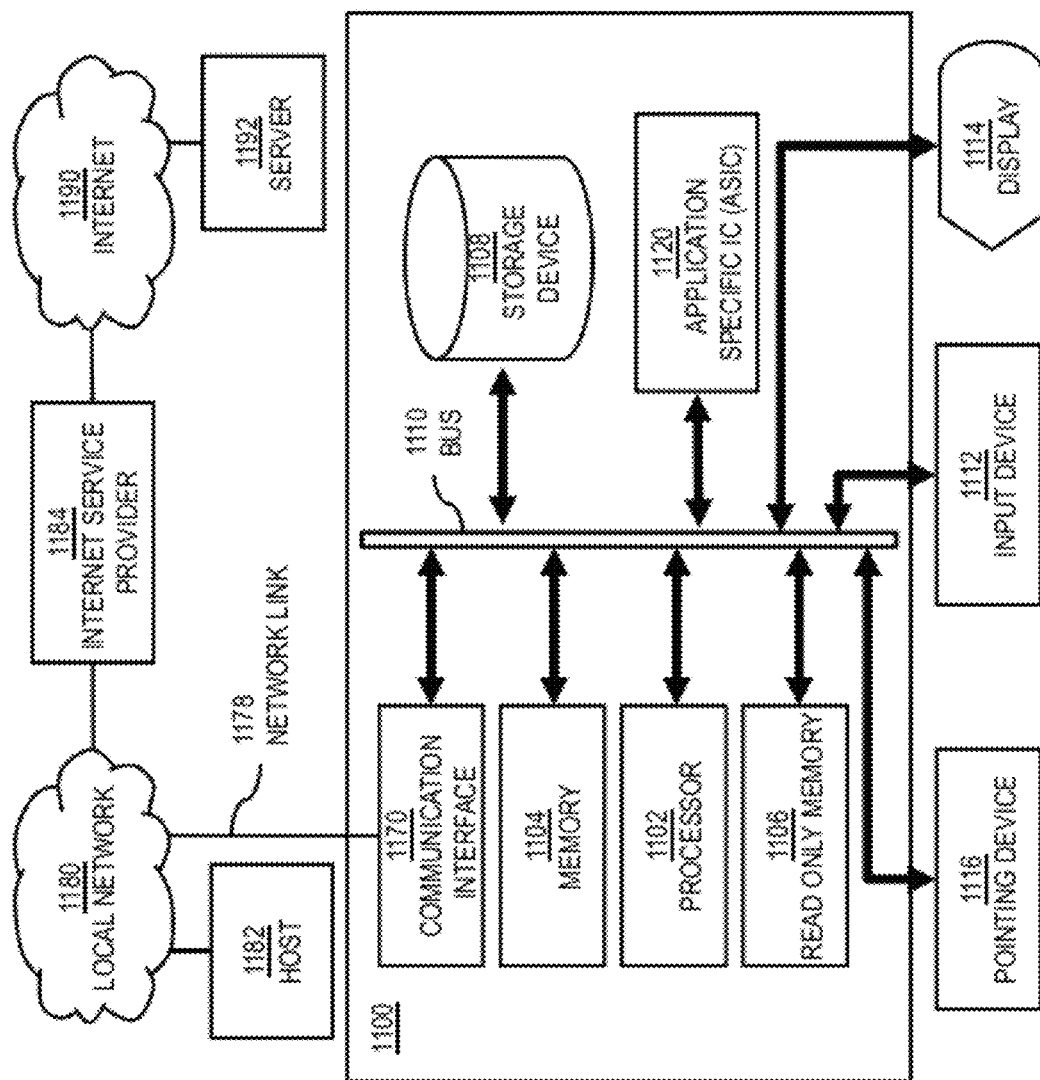 1180
LOCAL NETWORK
1184
INTERNET SERVICE
PROVIDER
1190
INTERNET
1178
NETWORK LINK
1182
HOST
1192
SERVER
1100
1170
COMMUNICATION
INTERFACE
1110
BUS
1108
STORAGE
DEVICE
1104
MEMORY
1102
PROCESSOR
1120
APPLICATION
SPECIFIC IC (ASIC)
1106
READ ONLY MEMORY
1116
POINTING DEVICE
1112
INPUT DEVICE
1114
DISPLAY